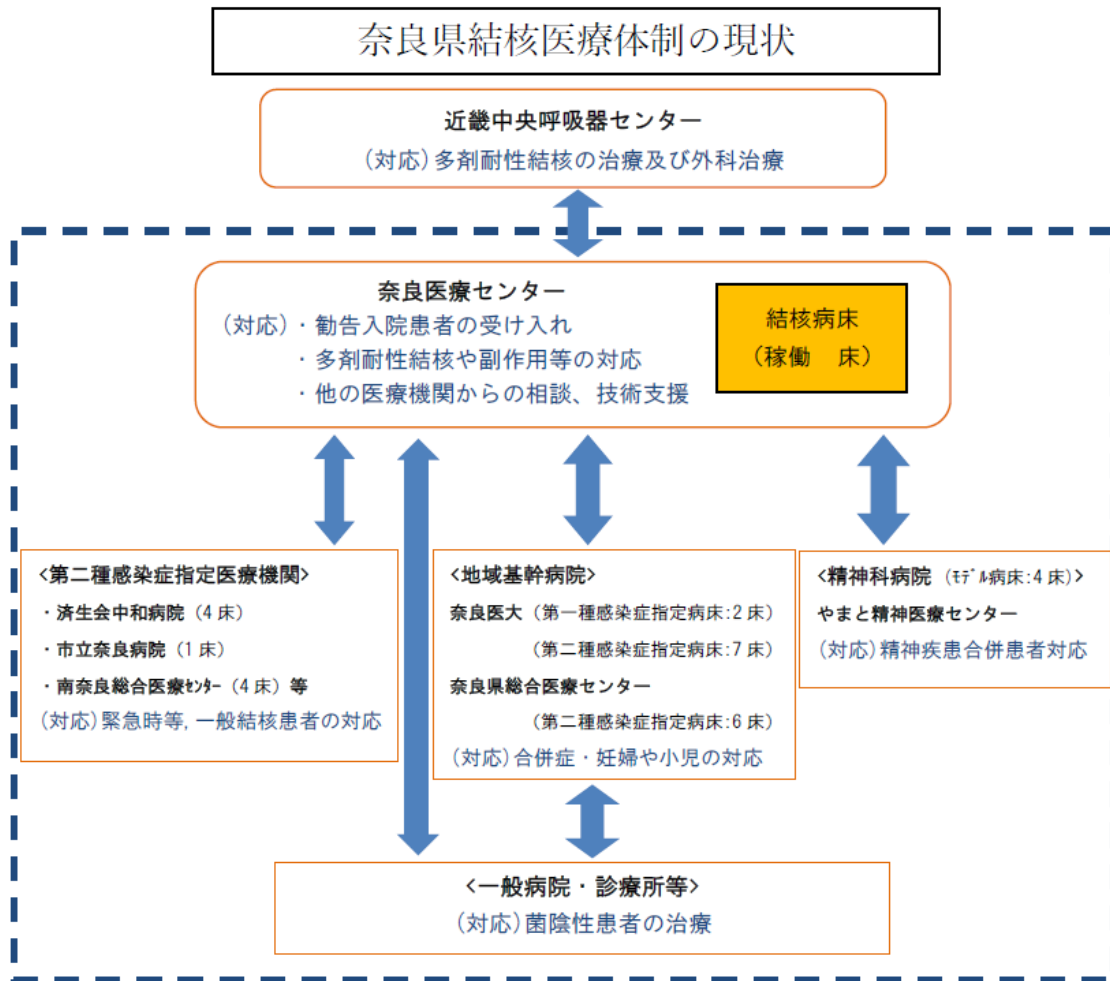 奈良県結核医療体制の現状
近畿中央呼吸器センター
(対応)多剤耐性結核の治療及び外科治療
奈良医療センター
(対応)・勧告入院患者の受け入れ
・多剤耐性結核や副作用等の対応
・他の医療機関からの相談、技術支援
結核病床
(稼働　床)
<第二種感染症指定医療機関>
・済生会中和病院(4床)
・市立奈良病院(1床)
・南奈良総合医療ｾﾝﾀｰ(4床)等
(対応)緊急時等,一般結核患者の対応
<地域基幹病院>
奈良医大(第一種感染症指定病床:2床)
(第二種感染症指定病床:7床)
奈良県総合医療センター
(第二種感染症指定病床:6床)
(対応)合併症・妊婦や小児の対応
<精神科病院(ﾓﾃﾞﾙ病床:4床)>
やまと精神医療センター
(対応)精神疾患合併患者対応
<一般病院・診療所等>
(対応)菌陰性患者の治療